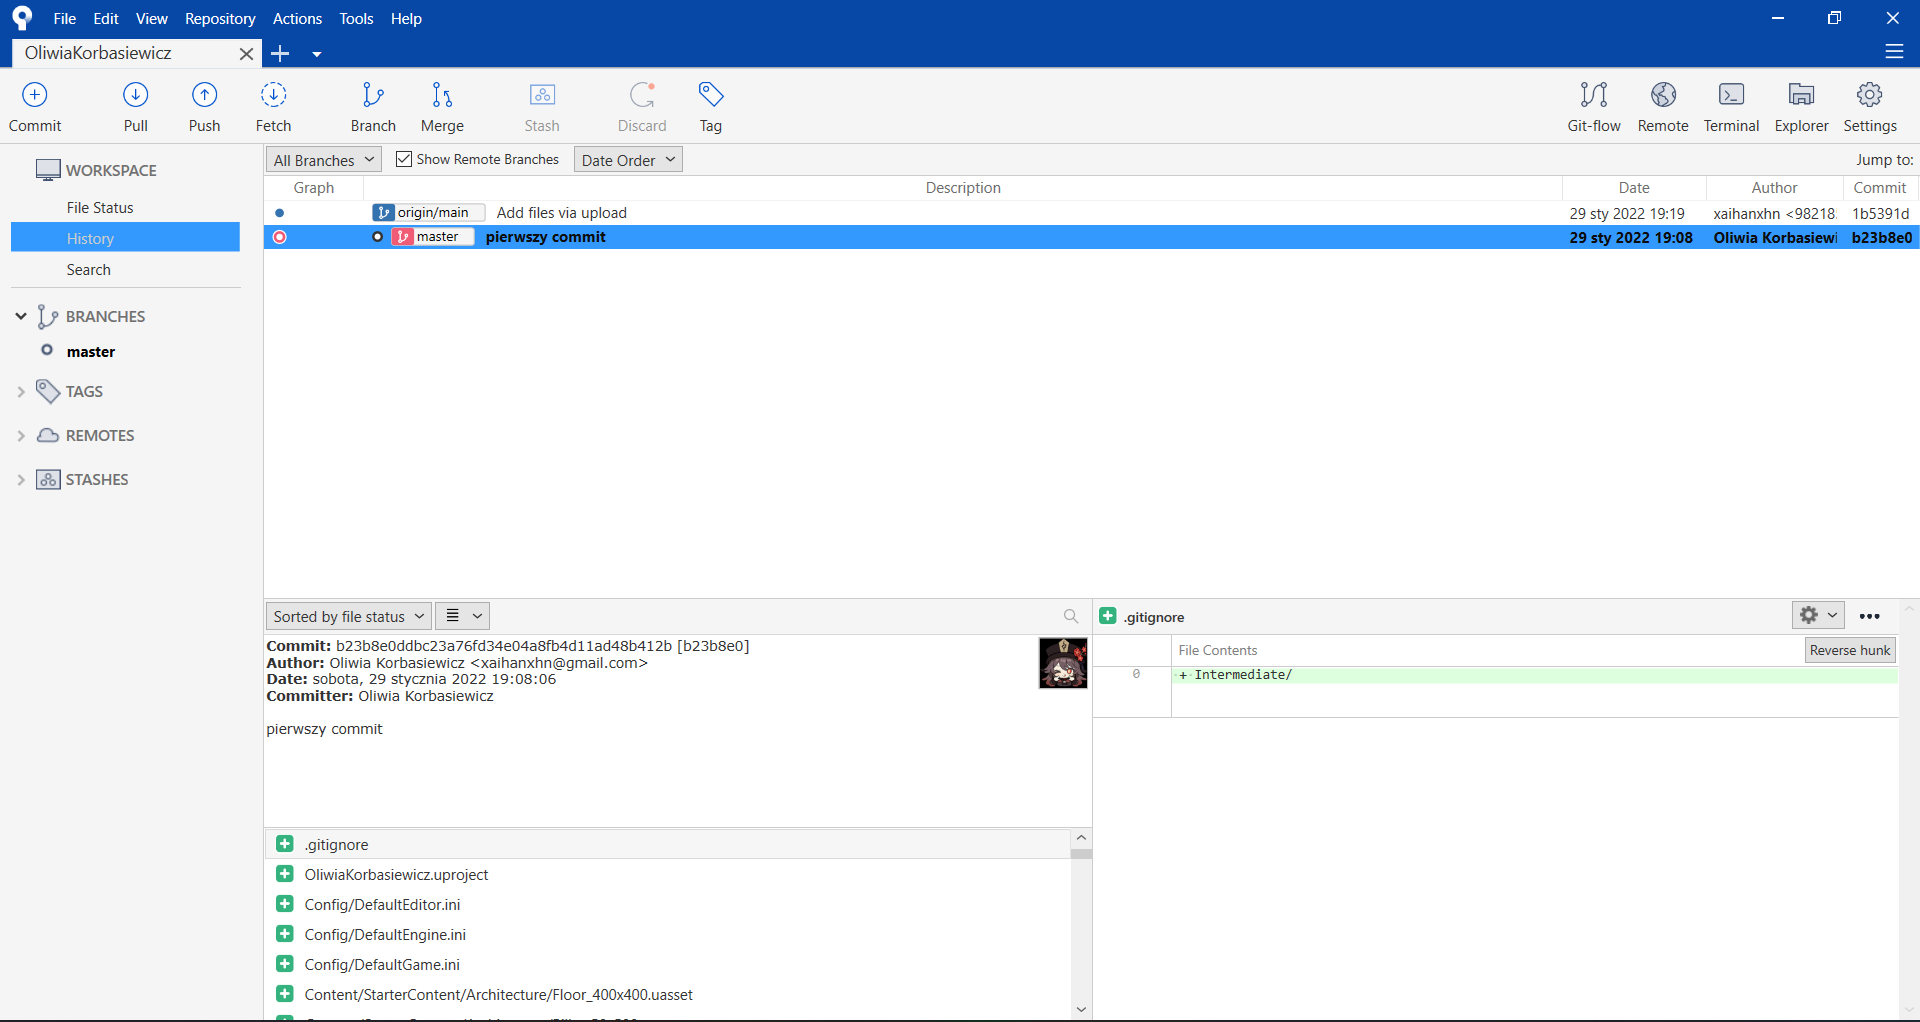 File Edit View Repository Actions Tools Help
OliwiaKorbasiewicz
Commit Pull Push Fetch Branch Merge Stash Discard Tag Git-flow Remote Terminal Explorer Settings
WORKSPACE
File Status
History
Search
BRANCHES
master
TAGS
REMOTES
STASHES
All Branches Show Remote Branches Date Order Jump to:
Graph Description Date Author Commit
origin/main Add files via upload 29 sty 2022 19:19 xaihanxhn <98218 1b5391d
master pierwszy commit 29 sty 2022 19:08 Oliwia Korbasiewi b23b8e0
Sorted by file status
Commit: b23b8e0ddbc23a76fd34e04a8fb4d11ad48b412b [b23b8e0]
Author: Oliwia Korbasiewicz <xaihanxhn@gmail.com>
Date: sobota, 29 stycznia 2022 19:08:06
Committer: Oliwia Korbasiewicz
pierwszy commit
.gitignore
OliwiaKorbasiewicz.uproject
Config/DefaultEditor.ini
Config/DefaultEngine.ini
Config/DefaultGame.ini
Content/StarterContent/Architecture/Floor_400x400.uasset
.gitignore
File Contents Reverse hunk
0 + Intermediate/